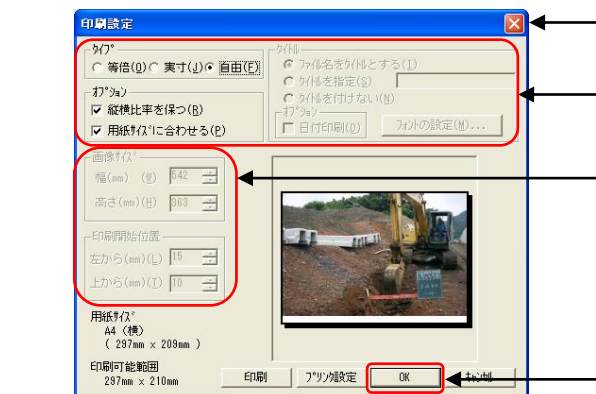 印刷設定
ﾀｲﾌﾟ
等倍(Q) 実寸(J) 自由(F)
ｵﾌﾟｼｮﾝ
縦横比率を保つ(R)
用紙ｻｲｽﾞに合わせる(P)
ﾀｲﾄﾙ
ﾌｧｲﾙ名をﾀｲﾄﾙとする(I)
ﾀｲﾄﾙを指定(S)
ﾀｲﾄﾙを付けない(N)
ｵﾌﾟｼｮﾝ
日付印刷(D)
ﾌｫﾝﾄの設定(M)...
画像ｻｲｽﾞ
幅(mm) (W) 542
高さ(mm)(H) 363
印刷開始位置
左から(mm)(L) 15
上から(mm)(T) 10
用紙ｻｲｽﾞ
A4 (横)
( 297mm x 209mm )
印刷可能範囲
297mm x 210mm
印刷 ﾌﾟﾘﾝﾀ設定 OK ｷｬﾝｾﾙ